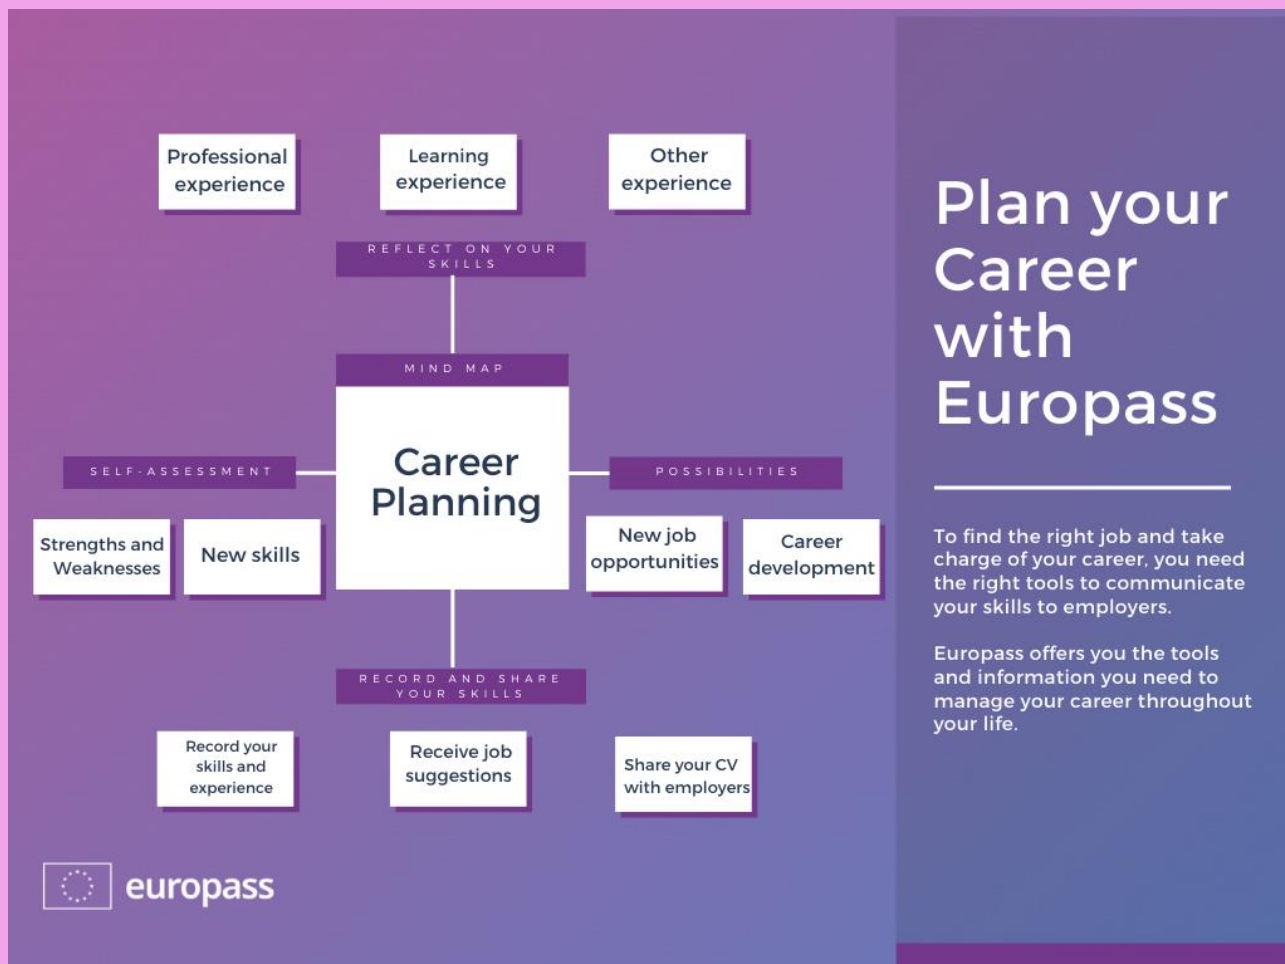 Professional
experience
Learning
experience
Other
experience
REFLECT ON YOUR
SKILLS
MIND MAP
Career
Planning
SELF-ASSESSMENT
Strengths and
Weaknesses
New skills
POSSIBILITIES
New job
opportunities
Career
development
RECORD AND SHARE
YOUR SKILLS
Record your
skills and
experience
Receive job
suggestions
Share your CV
with employers
europass
Plan your
Career
with
Europass
To find the right job and take
charge of your career, you need
the right tools to communicate
your skills to employers.
Europass offers you the tools
and information you need to
manage your career throughout
your life.